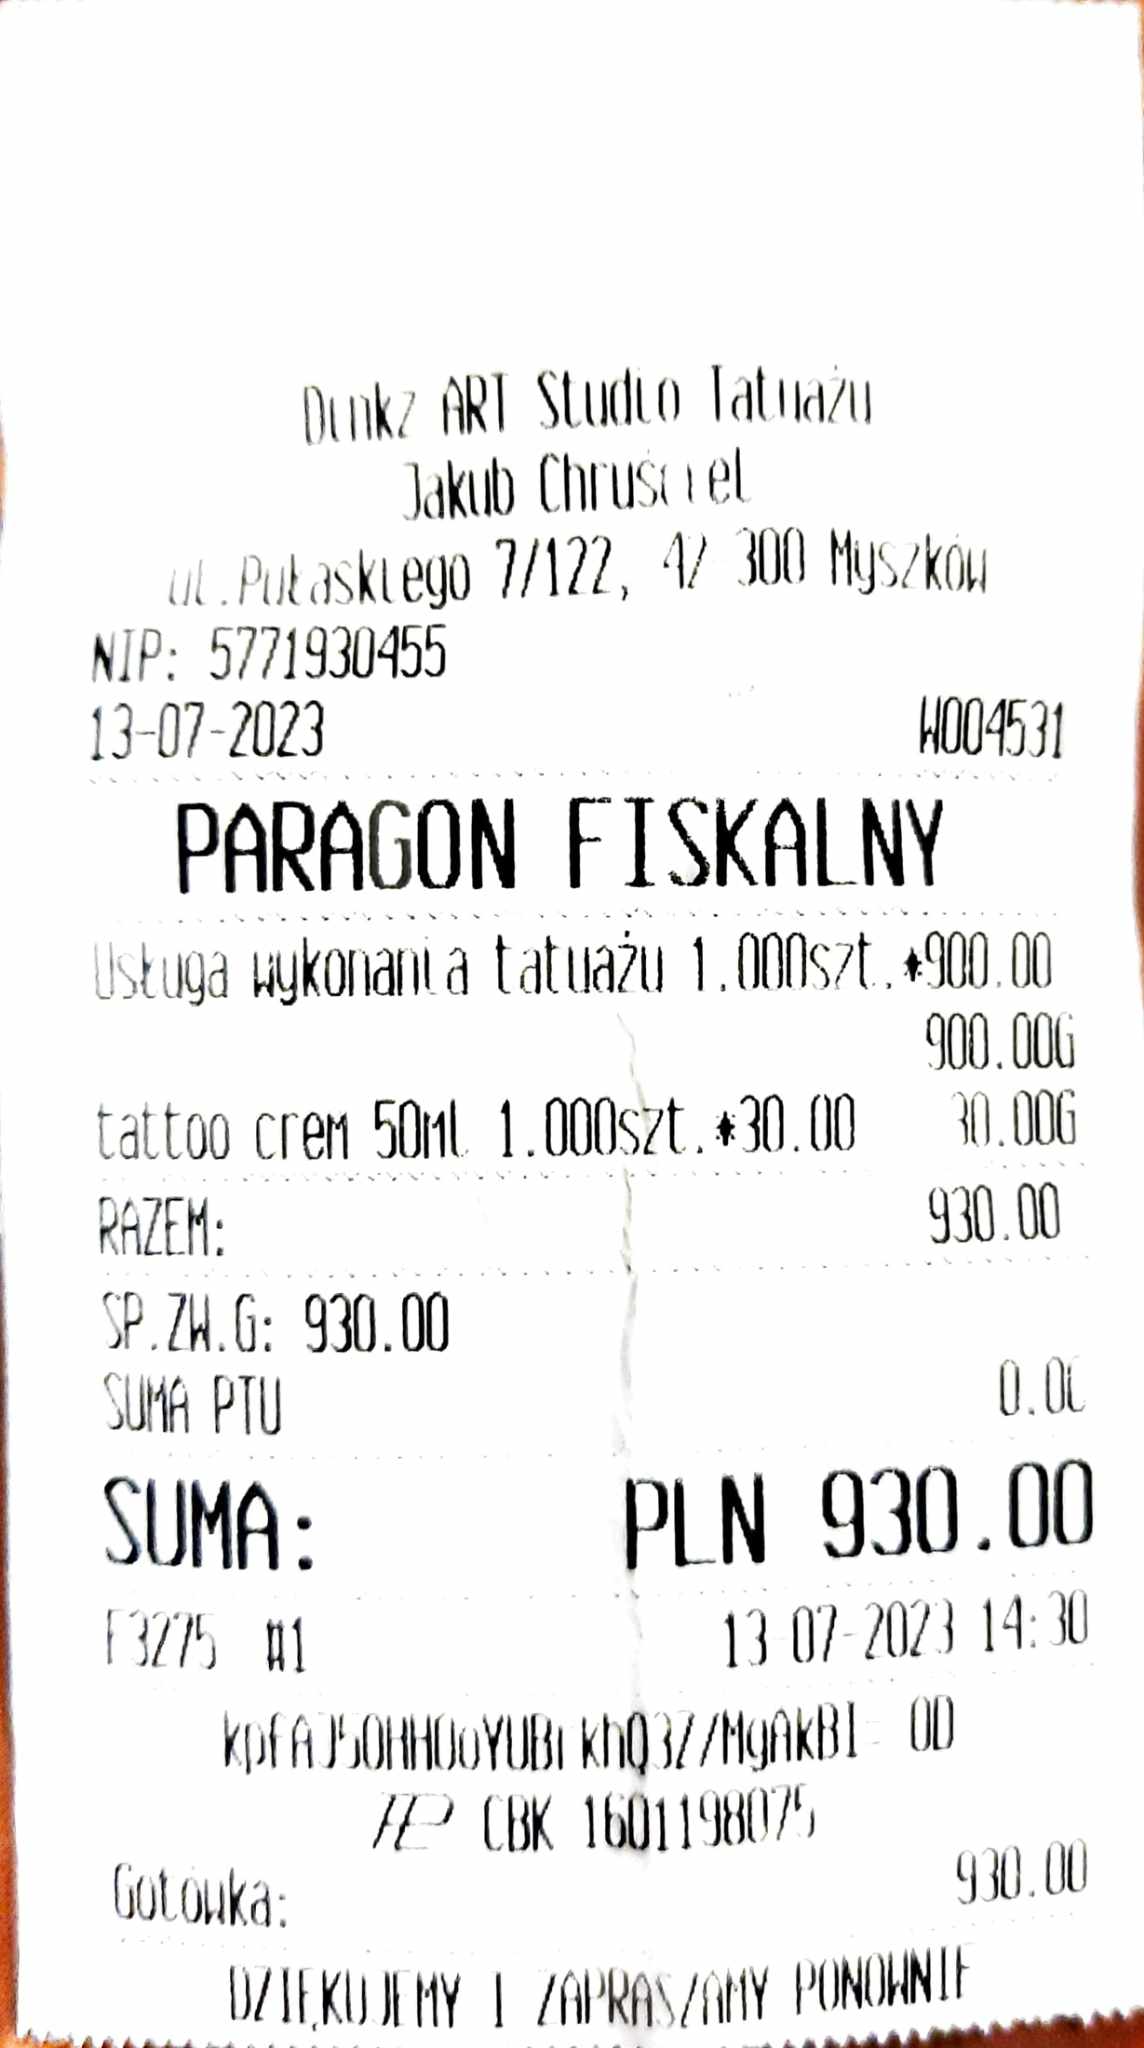 Dinkz ART Studio Tatuażu
Jakub Chruściel
ul.Pułaskiego 7/122, 42 300 Myszków
NIP: 5771930455
13-07-2023 W004531
PARAGON FISKALNY
Usługa wykonania tatuażu 1.000szt.*900.00
900.00G
tattoo crem 50ml 1.000szt.*30.00 30.00G
RAZEM: 930.00
SP.ZW.G: 930.00
SUMA PTU 0.00
SUMA: PLN 930.00
F3275 #1 13-07-2023 14:30
CBK 1601198075
Gotówka: 930.00
DZIĘKUJEMY I ZAPRASZAMY PONOWNIE